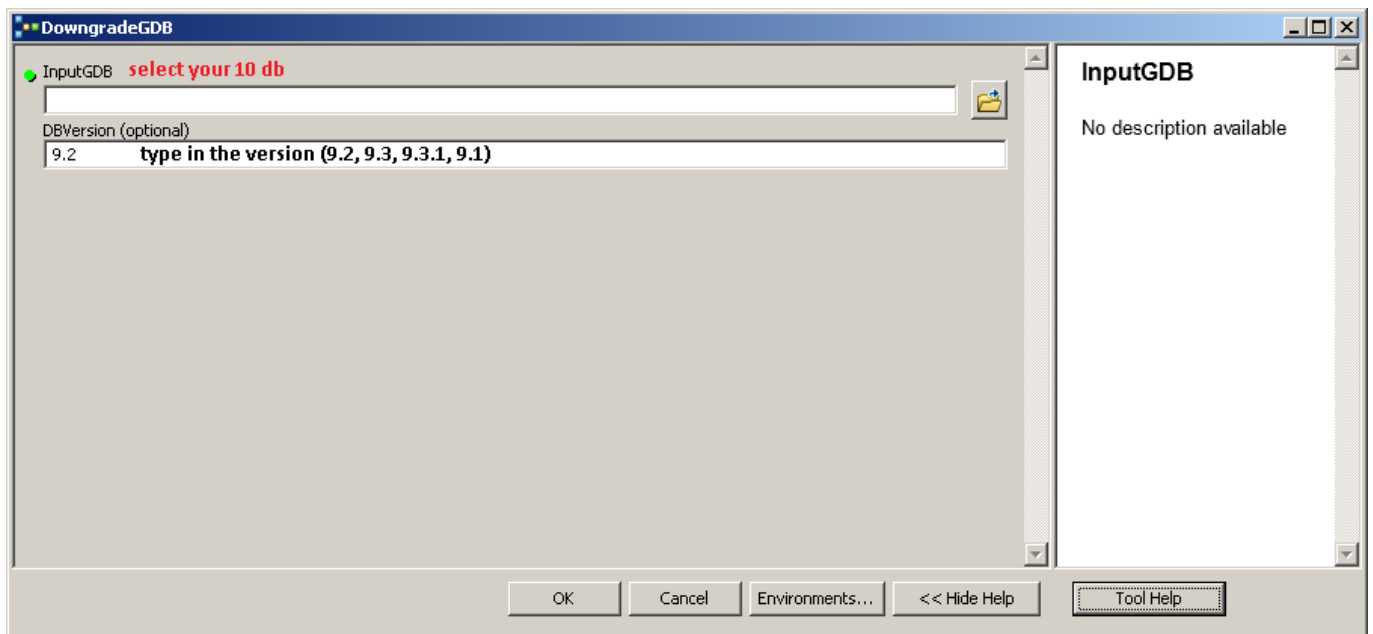 DowngradeGDB
InputGDB select your 10 db
DBVersion (optional)
9.2 type in the version (9.2, 9.3, 9.3.1, 9.1)
InputGDB
No description available
OK Cancel Environments... << Hide Help Tool Help